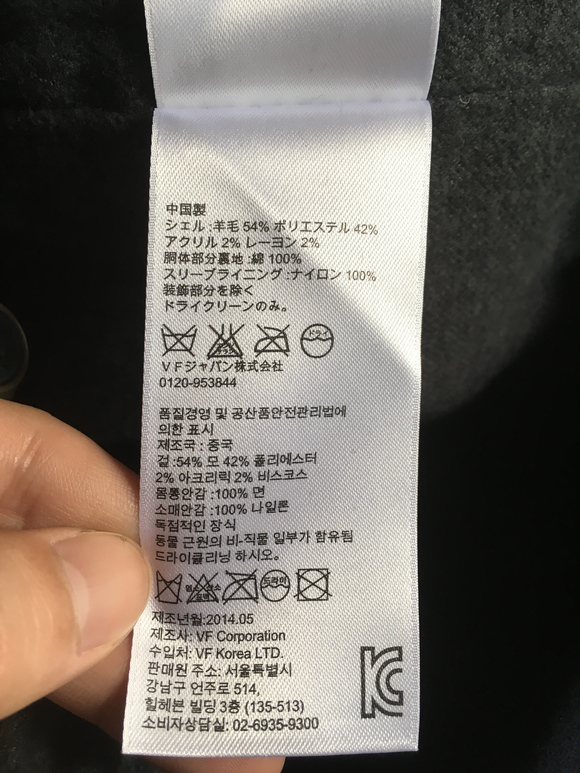 中国製
シェル :羊毛 54% ポリエステル 42%
アクリル 2% レーヨン 2%
胴体部分裏地 :綿 100%
スリーブライニング :ナイロン 100%
装飾部分を除く
ドライクリーンのみ。
ドライ
VFジャパン株式会社
0120-953844
품질경영 및 공산품안전관리법에
의한 표시
제조국 : 중국
겉 :54% 모 42% 폴리에스터
2% 아크리릭 2% 비스코스
몸통안감 :100% 면
소매안감 :100% 나일론
독점적인 장식
동물 근원의 비-직물 일부가 함유됨
드라이클리닝 하시오.
드라이
제조년월:2014.05
제조사: VF Corporation
수입처: VF Korea LTD.
판매원 주소: 서울특별시
강남구 언주로 514,
힐헤븐 빌딩 3층 (135-513)
소비자상담실: 02-6935-9300